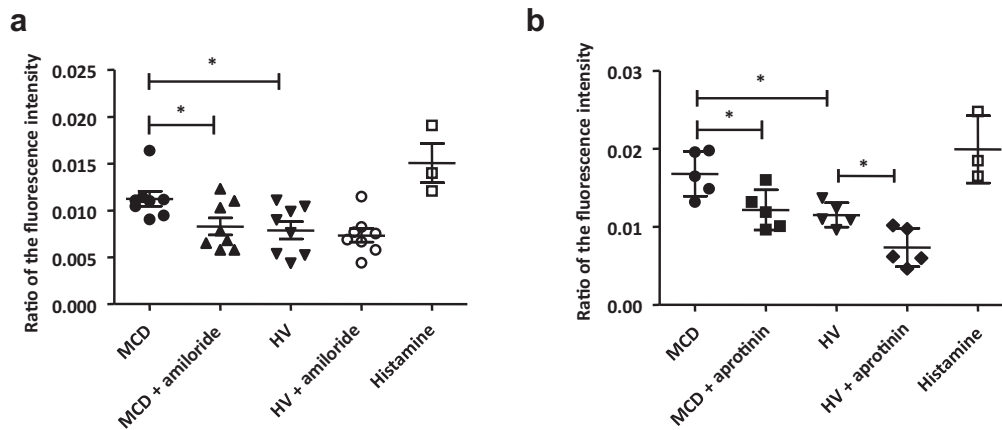 a
Ratio of the fluorescence intensity
0.025
0.020
0.015
0.010
0.005
0.000
*
*
MCD
MCD + amiloride
HV
HV + amiloride
Histamine
b
Ratio of the fluorescence intensity
0.03
0.02
0.01
0.00
*
*
*
MCD
MCD + aprotinin
HV
HV + aprotinin
Histamine